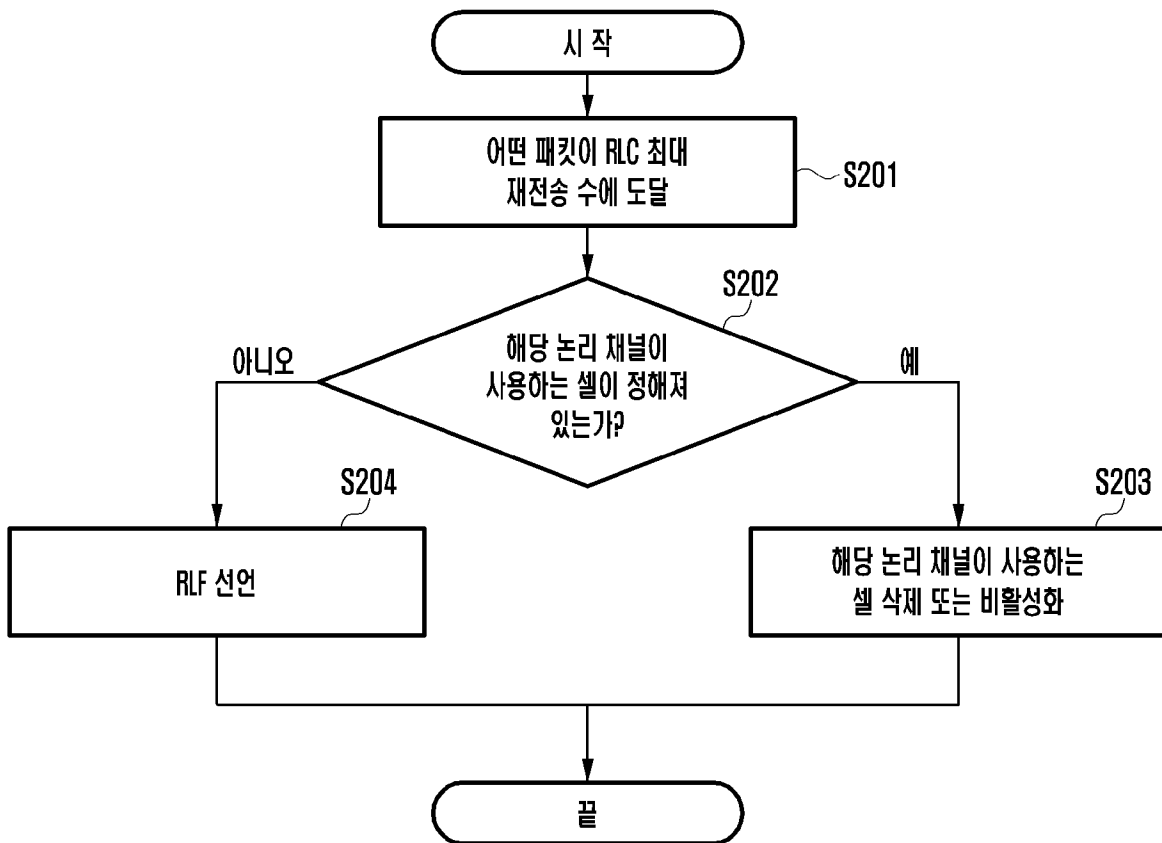 시 작
어떤 패킷이 RLC 최대
재전송 수에 도달
S201
S202
해당 논리 채널이
사용하는 셀이 정해져
있는가?
아니오
예
S204
RLF 선언
S203
해당 논리 채널이 사용하는
셀 삭제 또는 비활성화
끝